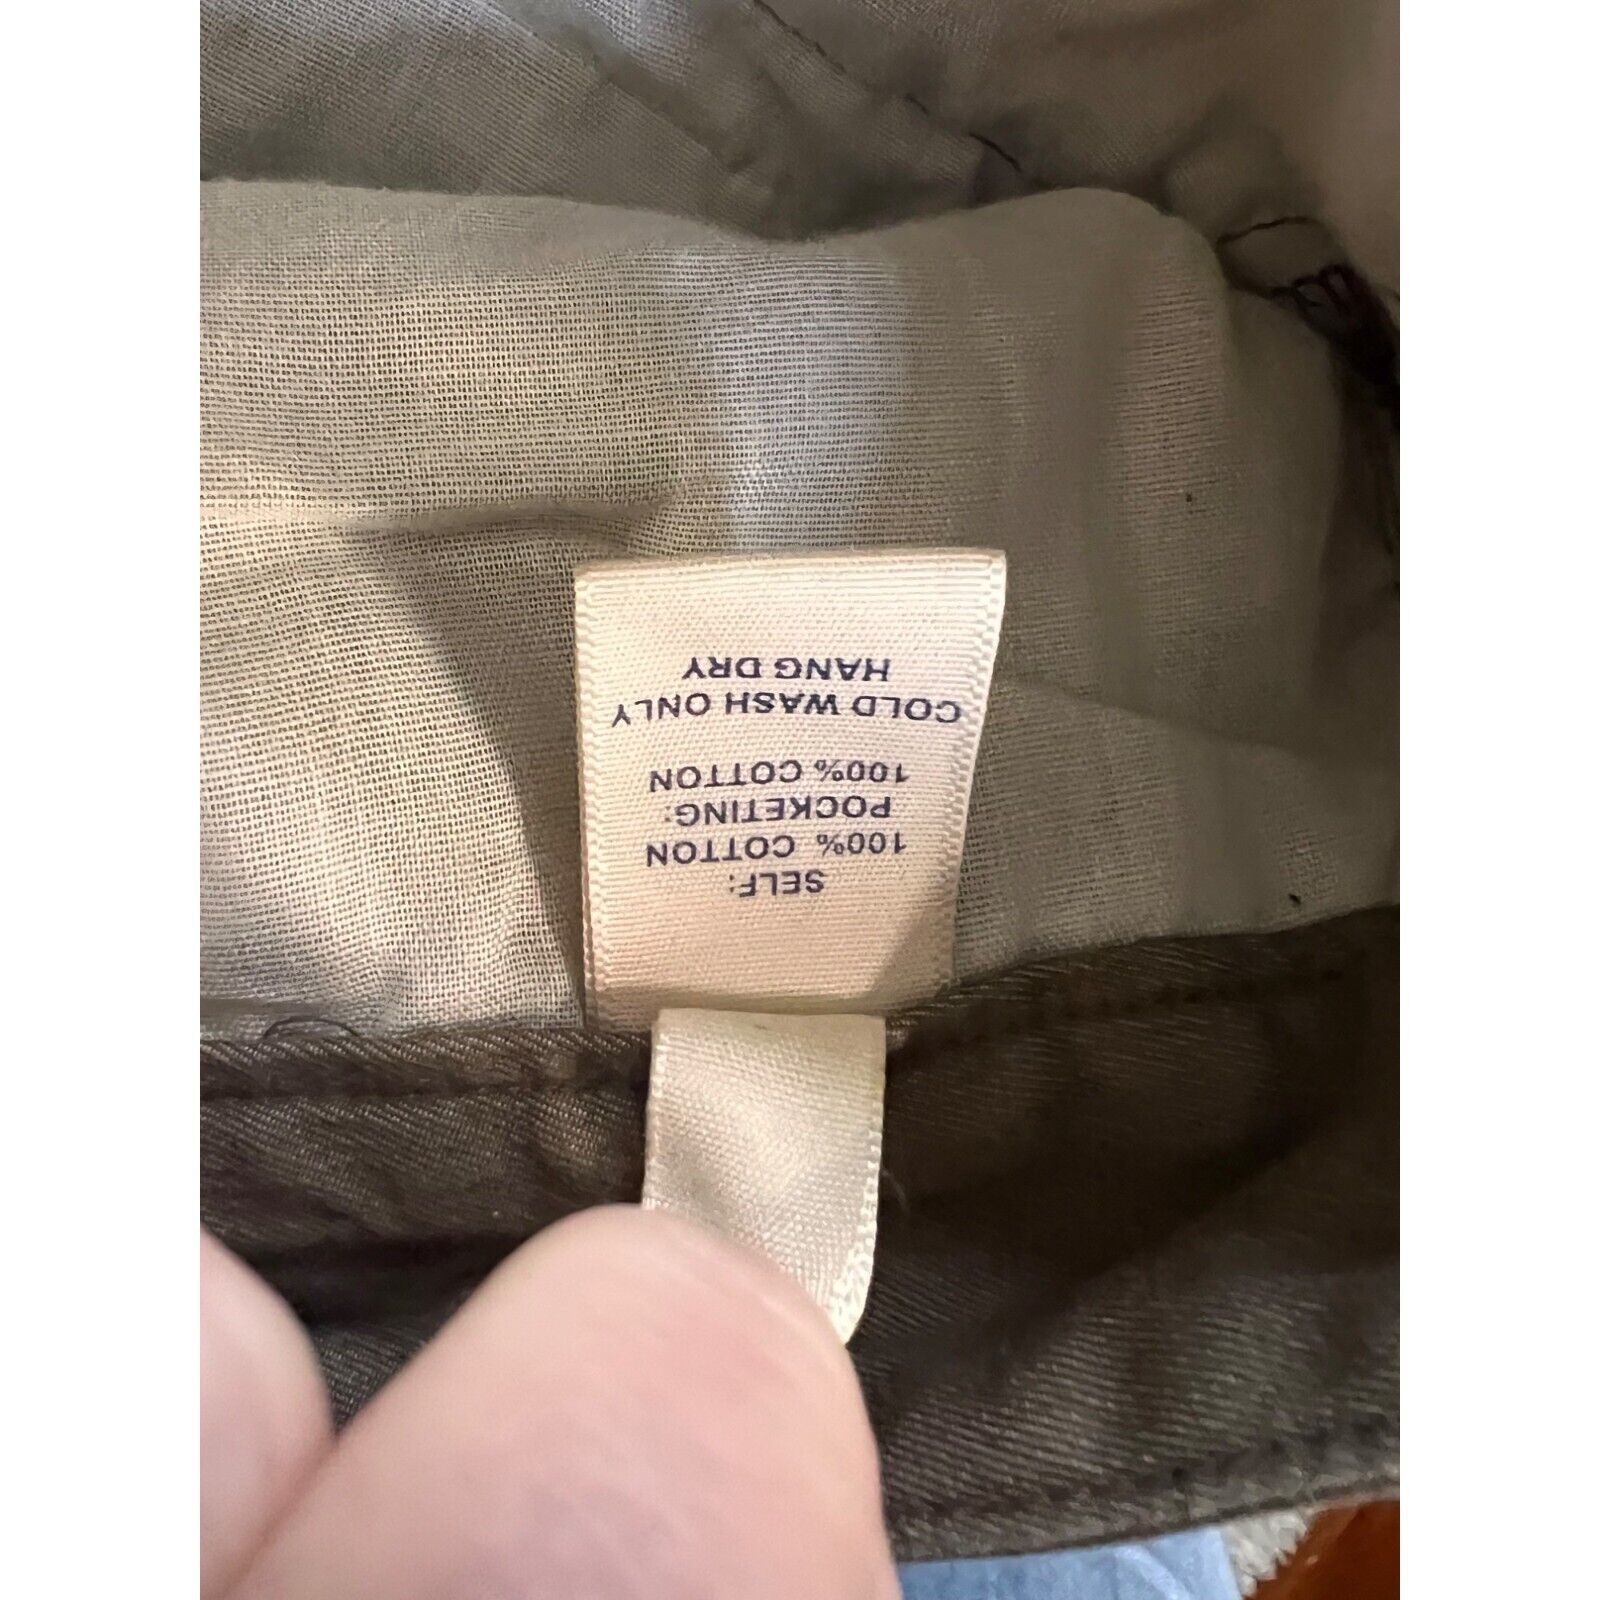 SELF:
100% COTTON
POCKETING:
100% COTTON
COLD WASH ONLY
HANG DRY